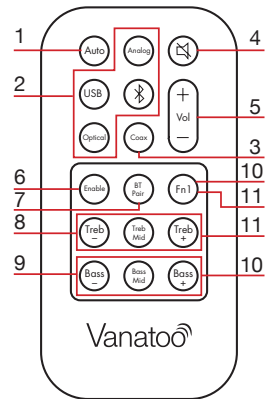 1 Auto Analog 4
2 USB
+
Vol
−
5
Optical Coax 3
6 Enable BT Pair Fn1 10
7 11
8 Treb − Treb Mid Treb + 11
9 Bass − Bass Mid Bass + 10
Vanatoo